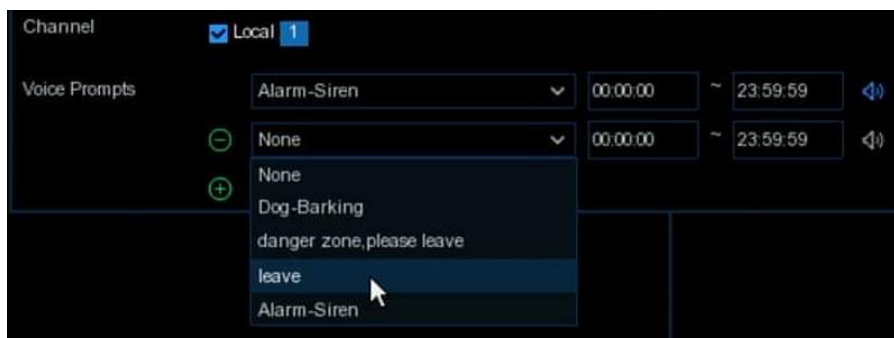 Channel Local 1
Voice Prompts Alarm-Siren 00:00:00 ~ 23:59:59
None 00:00:00 ~ 23:59:59
None
Dog-Barking
danger zone,please leave
leave
Alarm-Siren